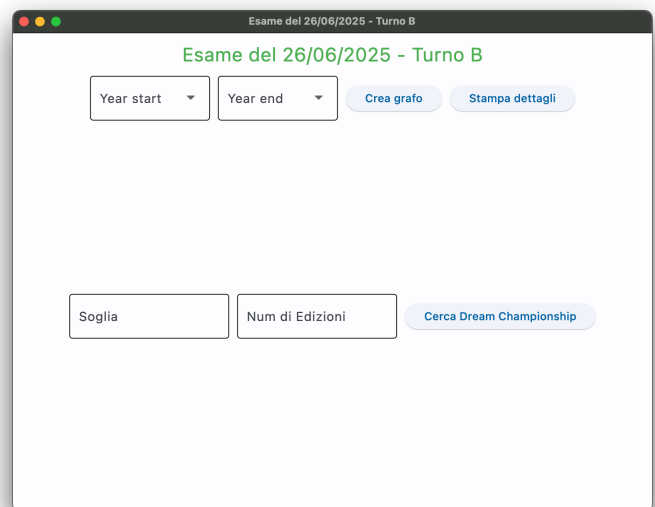 Esame del 26/06/2025 - Turno B
Esame del 26/06/2025 - Turno B
Year start Year end Crea grafo Stampa dettagli
Soglia Num di Edizioni Cerca Dream Championship